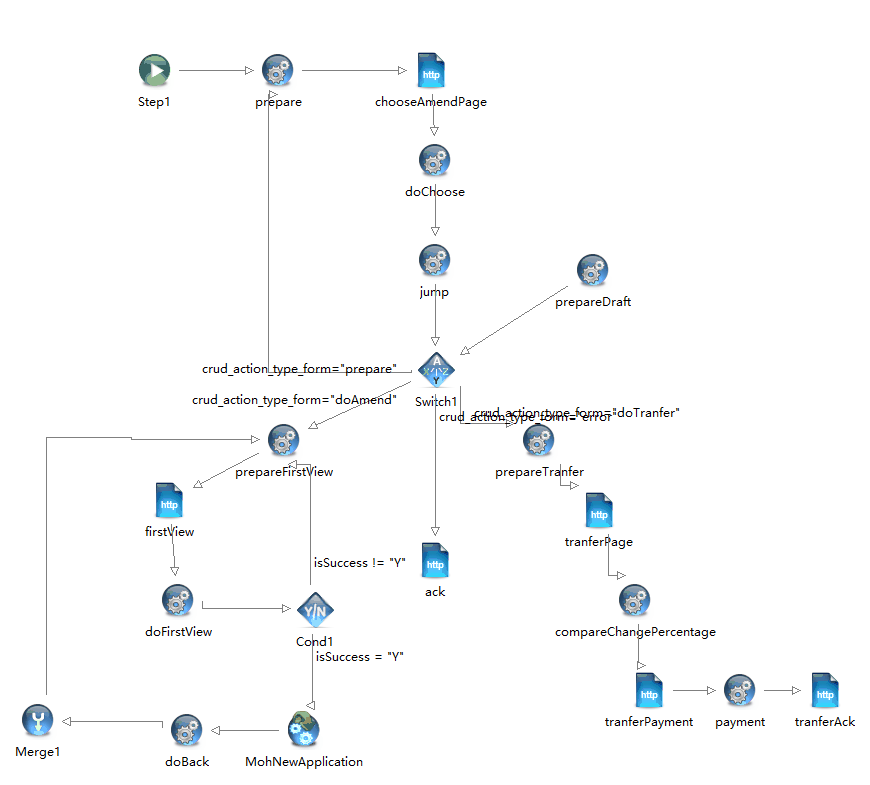 Step1
prepare
http
chooseAmendPage
doChoose
jump
prepareDraft
A
X Y Z
Y
Switch1
crud_action_type_form="prepare"
crud_action_type_form="doAmend"
crud_action_type_form="doTranfer"
crud_action_type_form="error"
prepareFirstView
prepareTranfer
http
firstView
http
tranferPage
isSuccess != "Y"
http
ack
doFirstView
Y/N
Cond1
compareChangePercentage
isSuccess = "Y"
http
tranferPayment
payment
http
tranferAck
Merge1
doBack
MohNewApplication